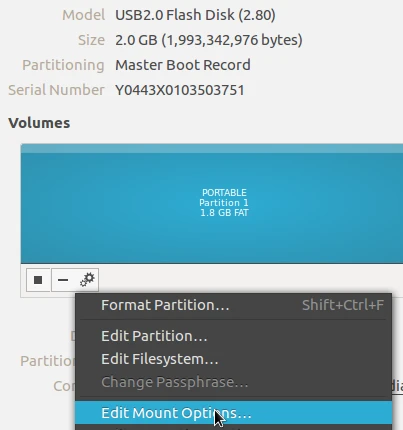 Model USB2.0 Flash Disk (2.80)
Size 2.0 GB (1,993,342,976 bytes)
Partitioning Master Boot Record
Serial Number Y0443X0103503751
Volumes
PORTABLE
Partition 1
1.8 GB FAT
Format Partition… Shift+Ctrl+F
Edit Partition…
Edit Filesystem…
Change Passphrase…
Edit Mount Options…